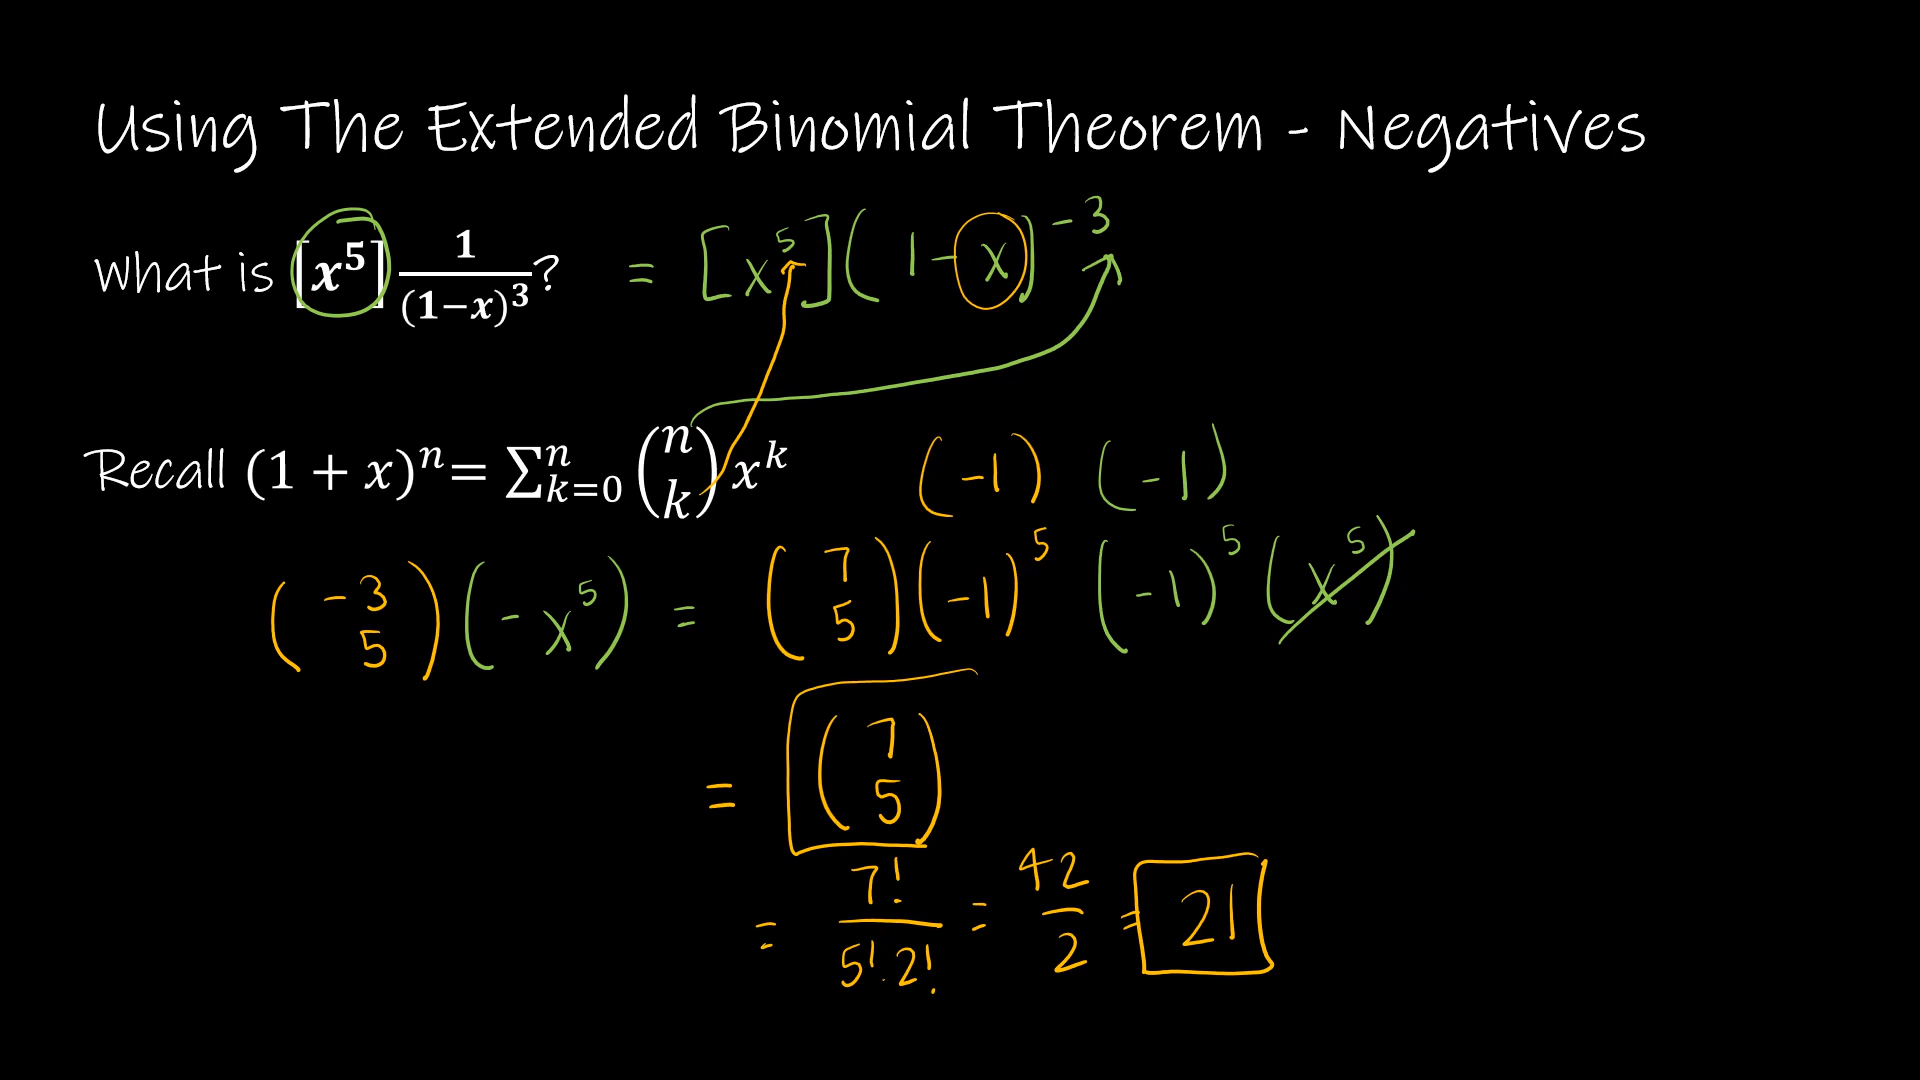 Using The Extended Binomial Theorem - Negatives
What is [x⁵] 1/(1−x)³? = [x⁵](1-x)⁻³
Recall (1 + x)ⁿ= ∑ⁿₖ₌₀ (n k) xᵏ (-1) (-1)
(-3 5)(-x⁵) = (7 5)(-1)⁵ (-1)⁵ (x⁵)
= (7 5)
= 7!/5!·2! = 42/2 = 21